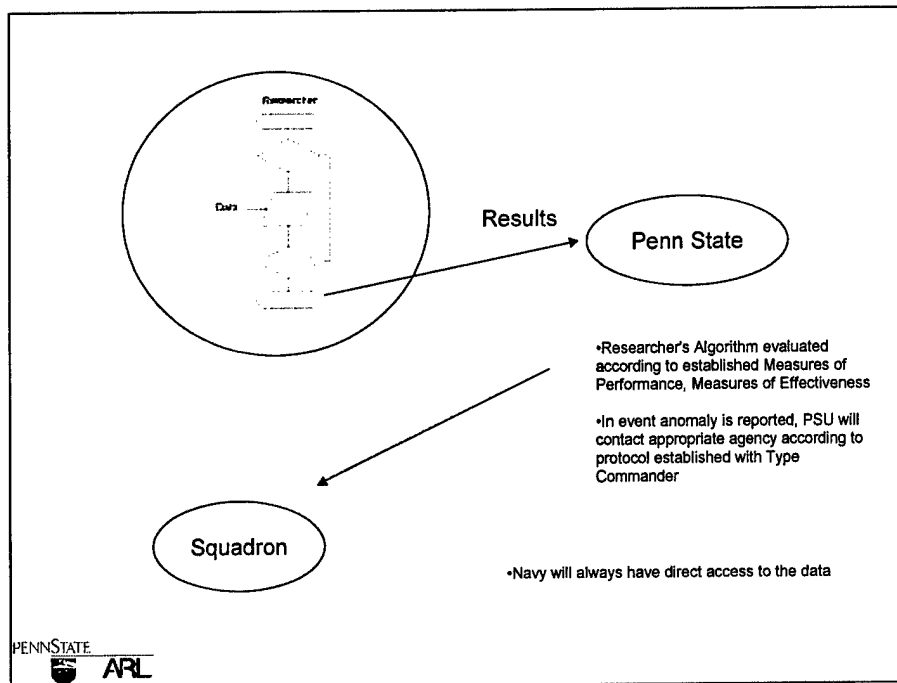 Researcher
Data
Results
Penn State
•Researcher's Algorithm evaluated
according to established Measures of
Performance, Measures of Effectiveness
•In event anomaly is reported, PSU will
contact appropriate agency according to
protocol established with Type
Commander
Squadron
•Navy will always have direct access to the data
PENNSTATE
ARL